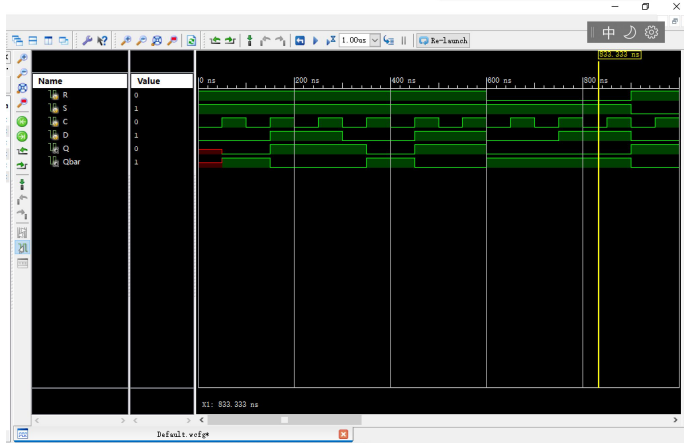 中
1.00us
Re-launch
833.333 ns
Name
Value
0 ns
200 ns
400 ns
600 ns
800 ns
R
0
S
1
C
0
D
1
Q
0
Qbar
1
X1: 833.333 ns
Default.wcfg*